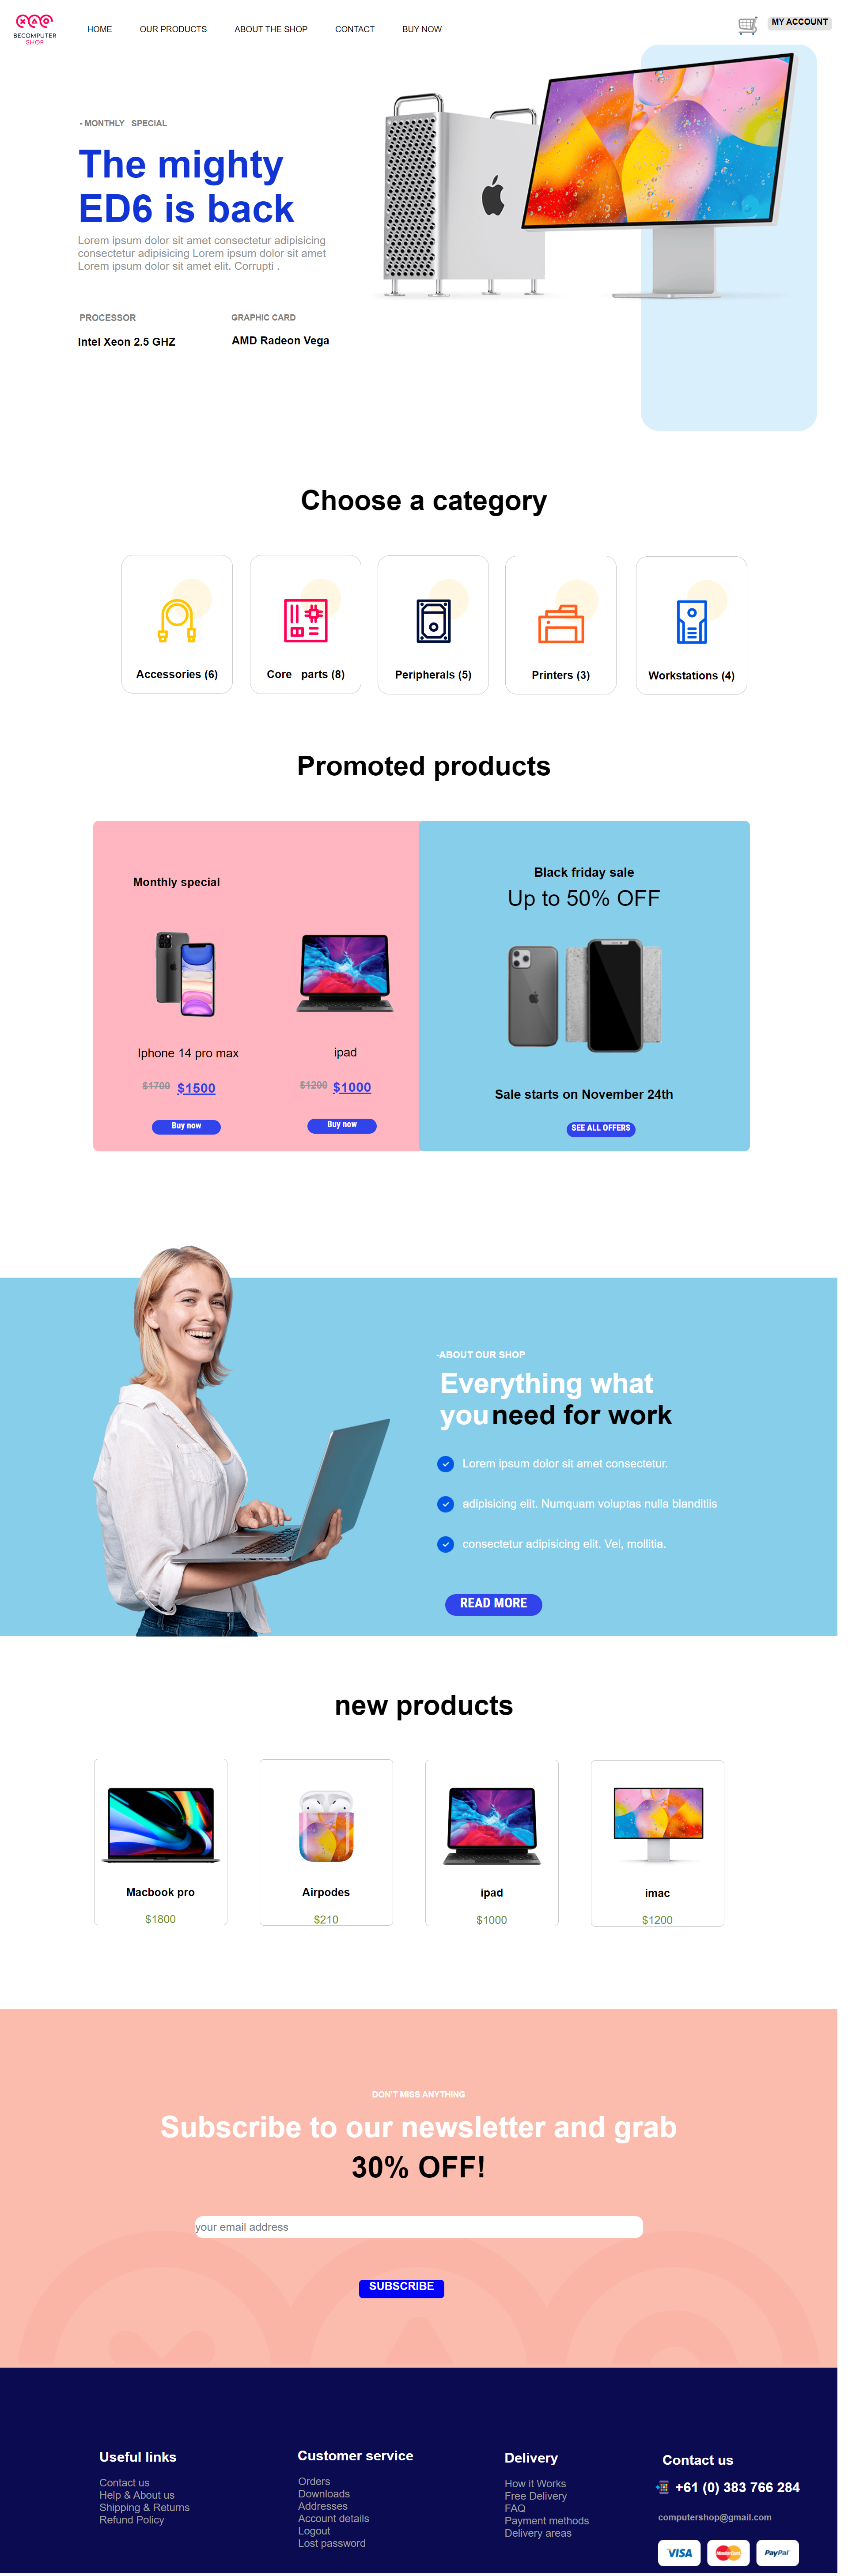 BECOMPUTER
SHOP
HOME
OUR PRODUCTS
ABOUT THE SHOP
CONTACT
BUY NOW
MY ACCOUNT
- MONTHLY SPECIAL
The mighty
ED6 is back
Lorem ipsum dolor sit amet consectetur adipisicing
consectetur adipisicing Lorem ipsum dolor sit amet
Lorem ipsum dolor sit amet elit. Corrupti .
PROCESSOR
Intel Xeon 2.5 GHZ
GRAPHIC CARD
AMD Radeon Vega
Choose a category
Accessories (6)
Core parts (8)
Peripherals (5)
Printers (3)
Workstations (4)
Promoted products
Monthly special
Iphone 14 pro max
$1700 $1500
Buy now
ipad
$1200 $1000
Buy now
Black friday sale
Up to 50% OFF
Sale starts on November 24th
SEE ALL OFFERS
-ABOUT OUR SHOP
Everything what
you need for work
Lorem ipsum dolor sit amet consectetur.
adipisicing elit. Numquam voluptas nulla blanditiis
consectetur adipisicing elit. Vel, mollitia.
READ MORE
new products
Macbook pro
$1800
Airpodes
$210
ipad
$1000
imac
$1200
DON'T MISS ANYTHING
Subscribe to our newsletter and grab
30% OFF!
your email address
SUBSCRIBE
Useful links
Contact us
Help & About us
Shipping & Returns
Refund Policy
Customer service
Orders
Downloads
Addresses
Account details
Logout
Lost password
Delivery
How it Works
Free Delivery
FAQ
Payment methods
Delivery areas
Contact us
+61 (0) 383 766 284
computershop@gmail.com
VISA
MasterCard
PayPal